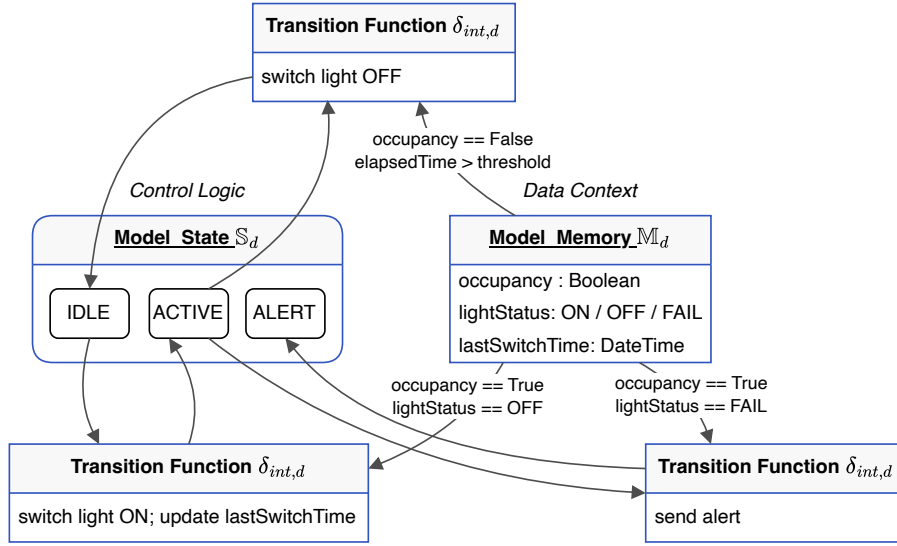 Transition Function δint,d
switch light OFF
occupancy == False
elapsedTime > threshold
Control Logic
Data Context
Model_State 𝕊d
IDLE
ACTIVE
ALERT
Model_Memory 𝕄d
occupancy : Boolean
lightStatus: ON / OFF / FAIL
lastSwitchTime: DateTime
occupancy == True
lightStatus == OFF
occupancy == True
lightStatus == FAIL
Transition Function δint,d
switch light ON; update lastSwitchTime
Transition Function δint,d
send alert